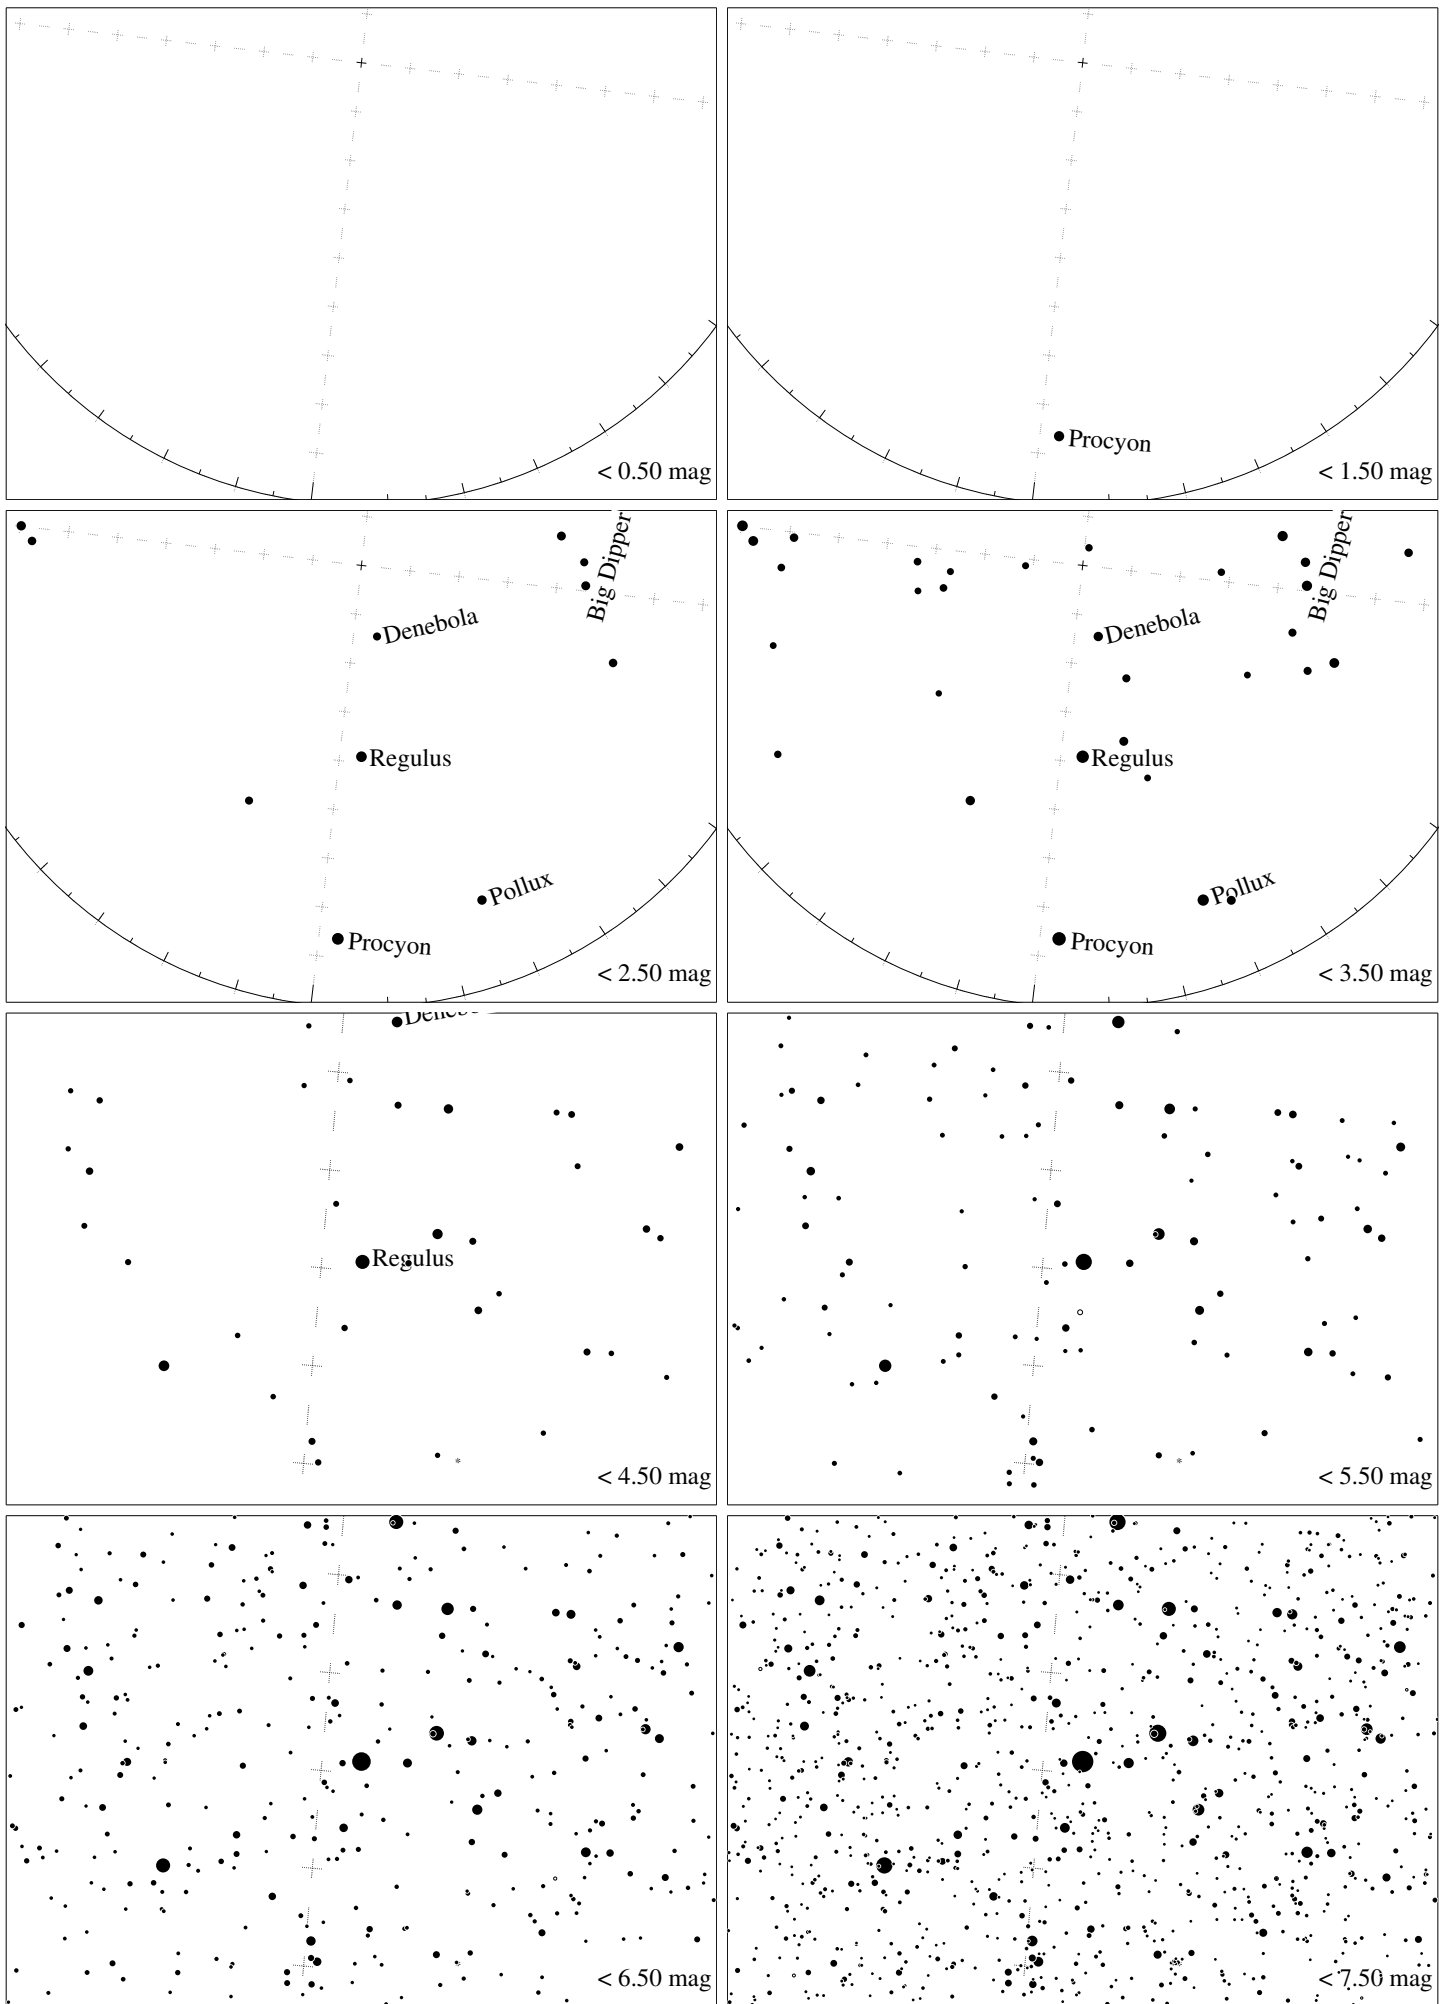 < 0.50 mag
Procyon
< 1.50 mag
Big Dipper
Denebola
Regulus
Pollux
Procyon
< 2.50 mag
Big Dipper
Denebola
Regulus
Pollux
Procyon
< 3.50 mag
Regulus
< 4.50 mag
< 5.50 mag
< 6.50 mag
< 7.50 mag